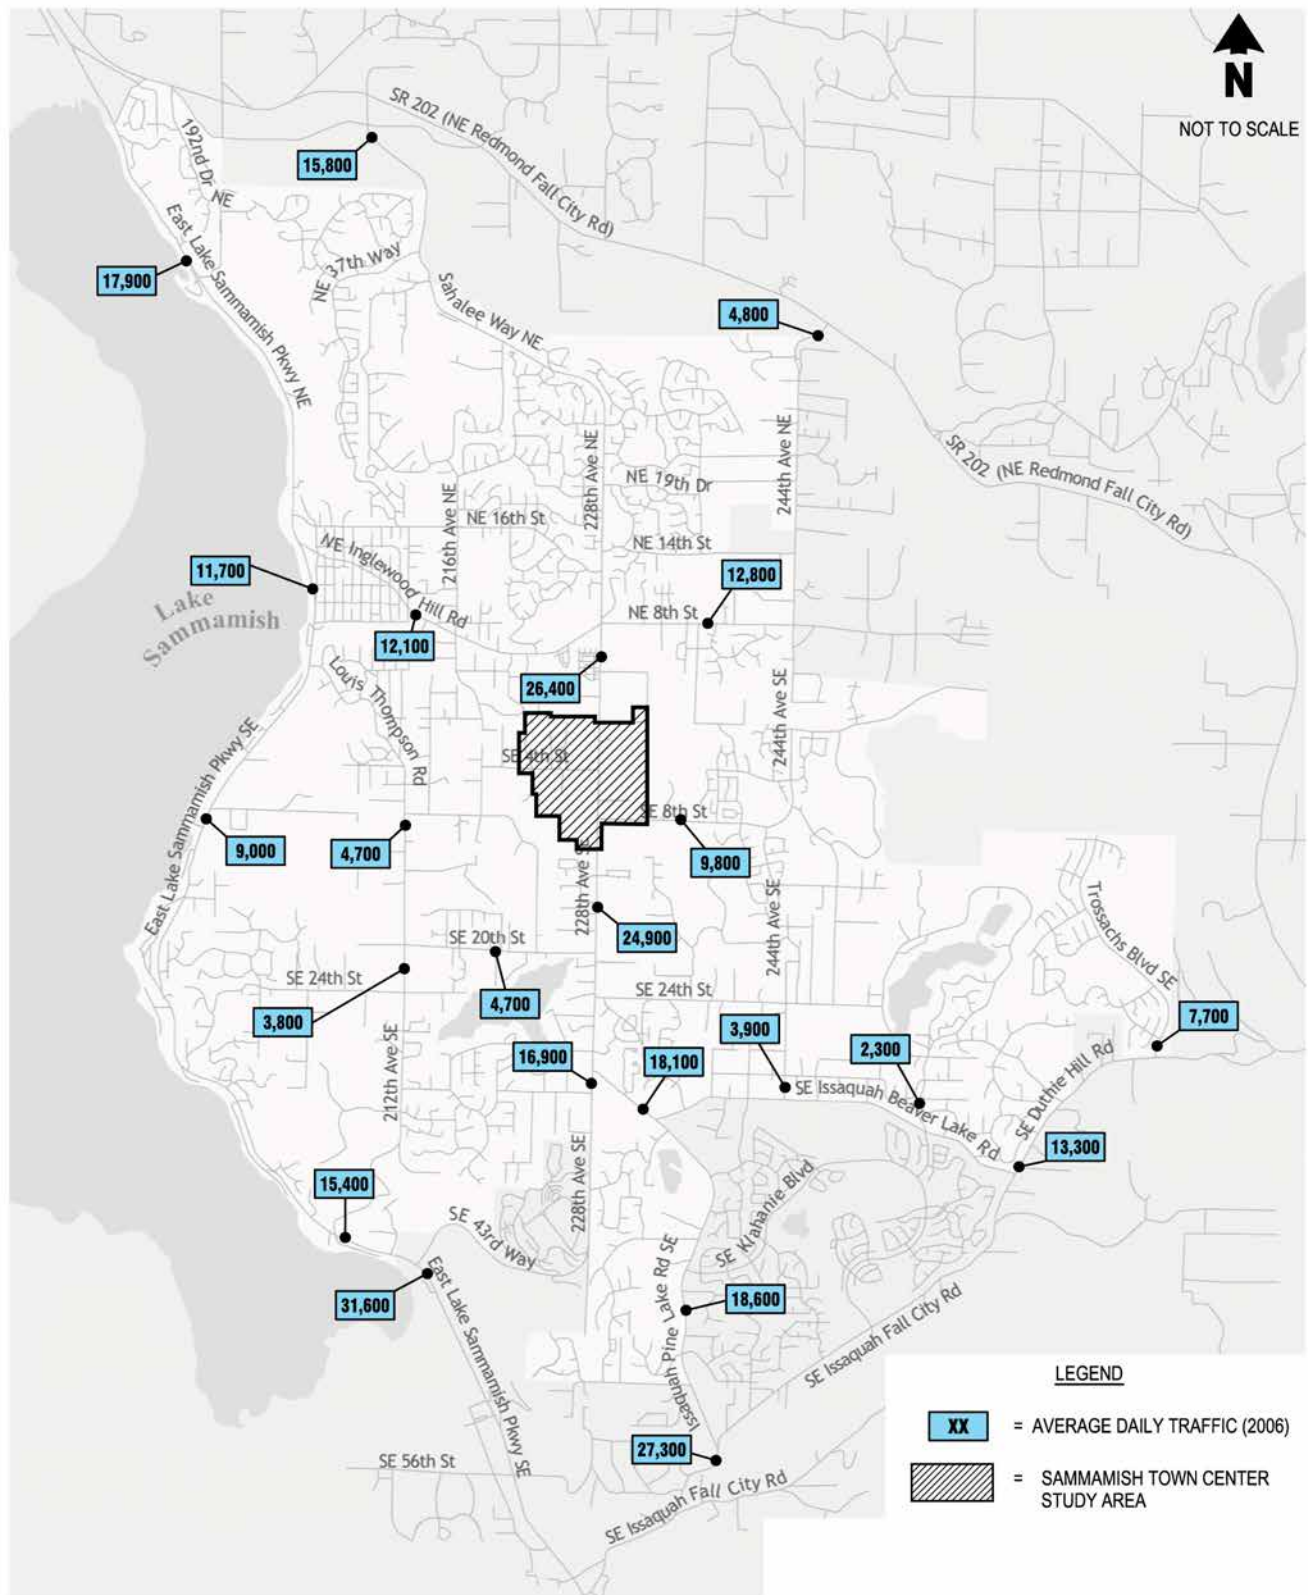 N
NOT TO SCALE
SR 202 (NE Redmond Fall City Rd)
192nd Dr NE
15,800
East Lake Sammamish Pkwy NE
17,900
NE 37th Way
Sahalee Way NE
4,800
228th Ave NE
244th Ave NE
SR 202 (NE Redmond Fall City Rd)
NE 19th Dr
216th Ave NE
NE 16th St
NE 14th St
NE Inglewood Hill Rd
11,700
12,800
Lake
Sammamish
NE 8th St
12,100
26,400
Louis Thompson Rd
244th Ave SE
East Lake Sammamish Pkwy SE
SE 4th St
SE 8th St
9,000
4,700
9,800
East Lake Sammamish Pkwy SE
228th Ave SE
244th Ave SE
Trossachs Blvd SE
24,900
SE 20th St
SE 24th St
SE 24th St
4,700
3,800
3,900
7,700
2,300
16,900
18,100
212th Ave SE
SE Issaquah Beaver Lake Rd
SE Duthie Hill Rd
13,300
15,400
228th Ave SE
SE Klahanie Blvd
SE 43rd Way
31,600
East Lake Sammamish Pkwy SE
Issaquah Pine Lake Rd SE
18,600
SE Issaquah Fall City Rd
27,300
SE 56th St
SE Issaquah Fall City Rd
LEGEND
XX = AVERAGE DAILY TRAFFIC (2006)
= SAMMAMISH TOWN CENTER
STUDY AREA